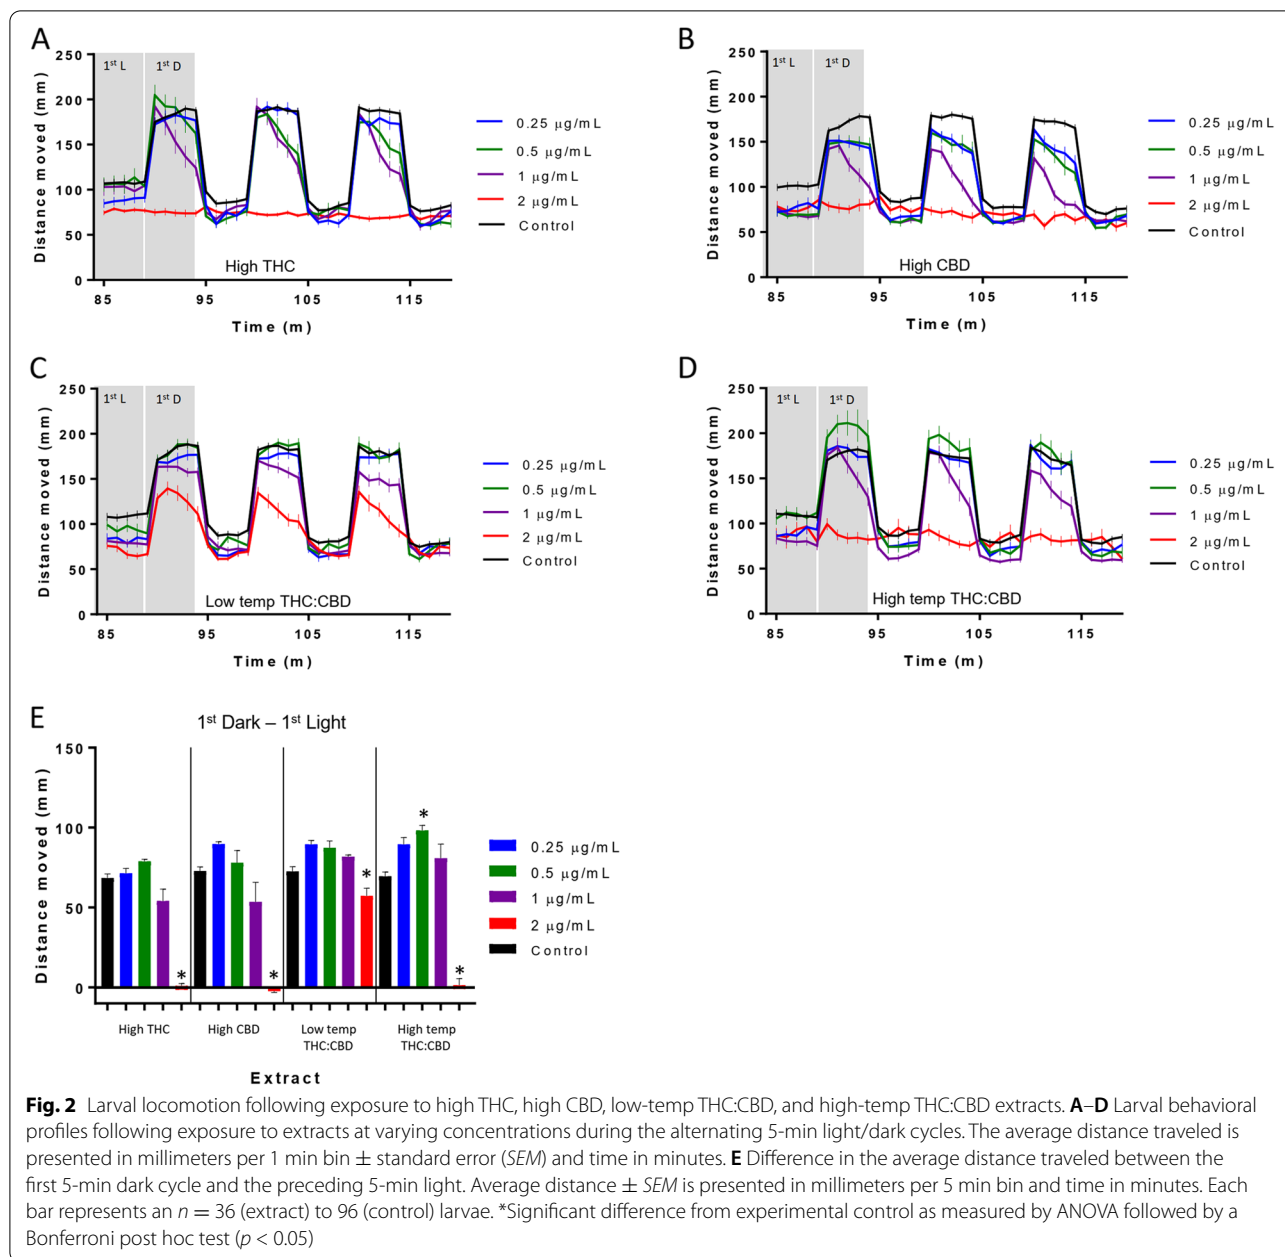 A
250
200
150
100
50
0
Distance moved (mm)
1st L
1st D
High THC
85
95
105
115
Time (m)
0.25 μg/mL
0.5 μg/mL
1 μg/mL
2 μg/mL
Control
B
250
200
150
100
50
0
Distance moved (mm)
1st L
1st D
High CBD
85
95
105
115
Time (m)
0.25 μg/mL
0.5 μg/mL
1 μg/mL
2 μg/mL
Control
C
250
200
150
100
50
0
Distance moved (mm)
1st L
1st D
Low temp THC:CBD
85
95
105
115
Time (m)
0.25 μg/mL
0.5 μg/mL
1 μg/mL
2 μg/mL
Control
D
250
200
150
100
50
0
Distance moved (mm)
1st L
1st D
High temp THC:CBD
85
95
105
115
Time (m)
0.25 μg/mL
0.5 μg/mL
1 μg/mL
2 μg/mL
Control
E
1st Dark – 1st Light
150
100
50
0
Distance moved (mm)
*
*
*
*
*
High THC
High CBD
Low temp
THC:CBD
High temp
THC:CBD
Extract
0.25 μg/mL
0.5 μg/mL
1 μg/mL
2 μg/mL
Control
Fig. 2 Larval locomotion following exposure to high THC, high CBD, low-temp THC:CBD, and high-temp THC:CBD extracts. A–D Larval behavioral
profiles following exposure to extracts at varying concentrations during the alternating 5-min light/dark cycles. The average distance traveled is
presented in millimeters per 1 min bin ± standard error (SEM) and time in minutes. E Difference in the average distance traveled between the
first 5-min dark cycle and the preceding 5-min light. Average distance ± SEM is presented in millimeters per 5 min bin and time in minutes. Each
bar represents an n = 36 (extract) to 96 (control) larvae. *Significant difference from experimental control as measured by ANOVA followed by a
Bonferroni post hoc test (p < 0.05)